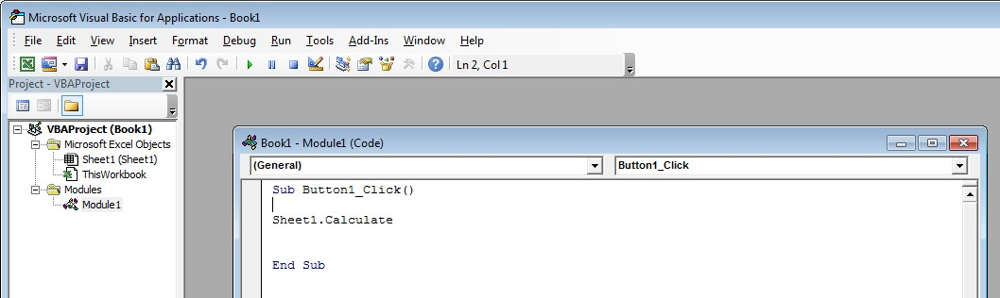 Microsoft Visual Basic for Applications - Book1
File Edit View Insert Format Debug Run Tools Add-Ins Window Help
Ln 2, Col 1
Project - VBAProject
VBAProject (Book1)
Microsoft Excel Objects
Sheet1 (Sheet1)
ThisWorkbook
Modules
Module1
Book1 - Module1 (Code)
(General) Button1_Click
Sub Button1_Click()
Sheet1.Calculate
End Sub